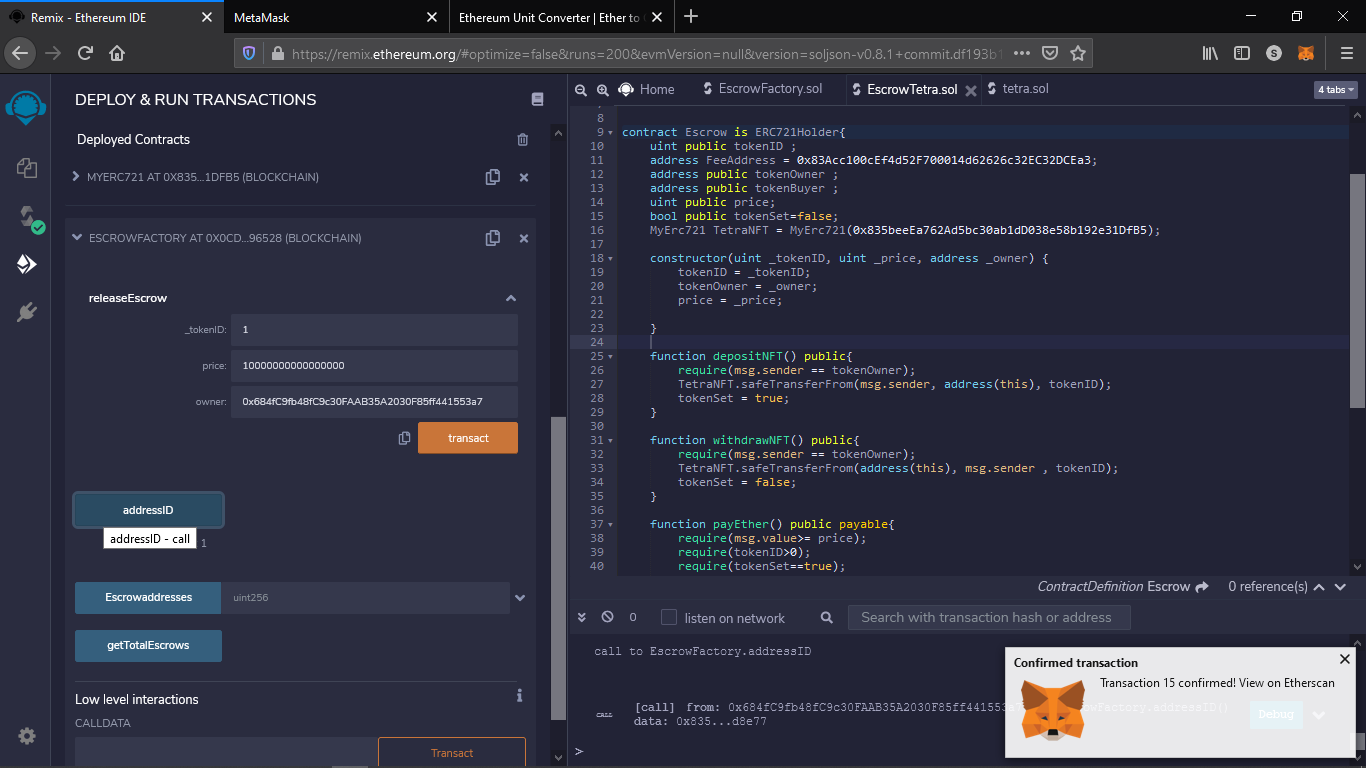 Remix - Ethereum IDE
MetaMask
Ethereum Unit Converter | Ether to
https://remix.ethereum.org/#optimize=false&runs=200&evmVersion=null&version=soljson-v0.8.1+commit.df193b1
DEPLOY & RUN TRANSACTIONS
Home
EscrowFactory.sol
EscrowTetra.sol
tetra.sol
4 tabs
Deployed Contracts
MYERC721 AT 0X835...1DFB5 (BLOCKCHAIN)
ESCROWFACTORY AT 0X0CD...96528 (BLOCKCHAIN)
releaseEscrow
_tokenID:
1
price:
10000000000000000
owner:
0x684fC9fb48fC9c30FAAB35A2030F85ff441553a7
transact
addressID
addressID - call
1
Escrowaddresses
uint256
getTotalEscrows
Low level interactions
CALLDATA
Transact
8
9 contract Escrow is ERC721Holder{
10 uint public tokenID ;
11 address FeeAddress = 0x83Acc100cEf4d52F700014d62626c32EC32DCEa3;
12 address public tokenOwner ;
13 address public tokenBuyer ;
14 uint public price;
15 bool public tokenSet=false;
16 MyErc721 TetraNFT = MyErc721(0x835beeEa762Ad5bc30ab1dD038e58b192e31DfB5);
17
18 constructor(uint _tokenID, uint _price, address _owner) {
19 tokenID = _tokenID;
20 tokenOwner = _owner;
21 price = _price;
22
23 }
24
25 function depositNFT() public{
26 require(msg.sender == tokenOwner);
27 TetraNFT.safeTransferFrom(msg.sender, address(this), tokenID);
28 tokenSet = true;
29 }
30
31 function withdrawNFT() public{
32 require(msg.sender == tokenOwner);
33 TetraNFT.safeTransferFrom(address(this), msg.sender , tokenID);
34 tokenSet = false;
35 }
36
37 function payEther() public payable{
38 require(msg.value>= price);
39 require(tokenID>0);
40 require(tokenSet==true);
ContractDefinition Escrow
0 reference(s)
0
listen on network
Search with transaction hash or address
call to EscrowFactory.addressID
CALL
[call] from: 0x684fC9fb48fC9c30FAAB35A2030F85ff441553a
data: 0x835...d8e77
Debug
>
Confirmed transaction
Transaction 15 confirmed! View on Etherscan